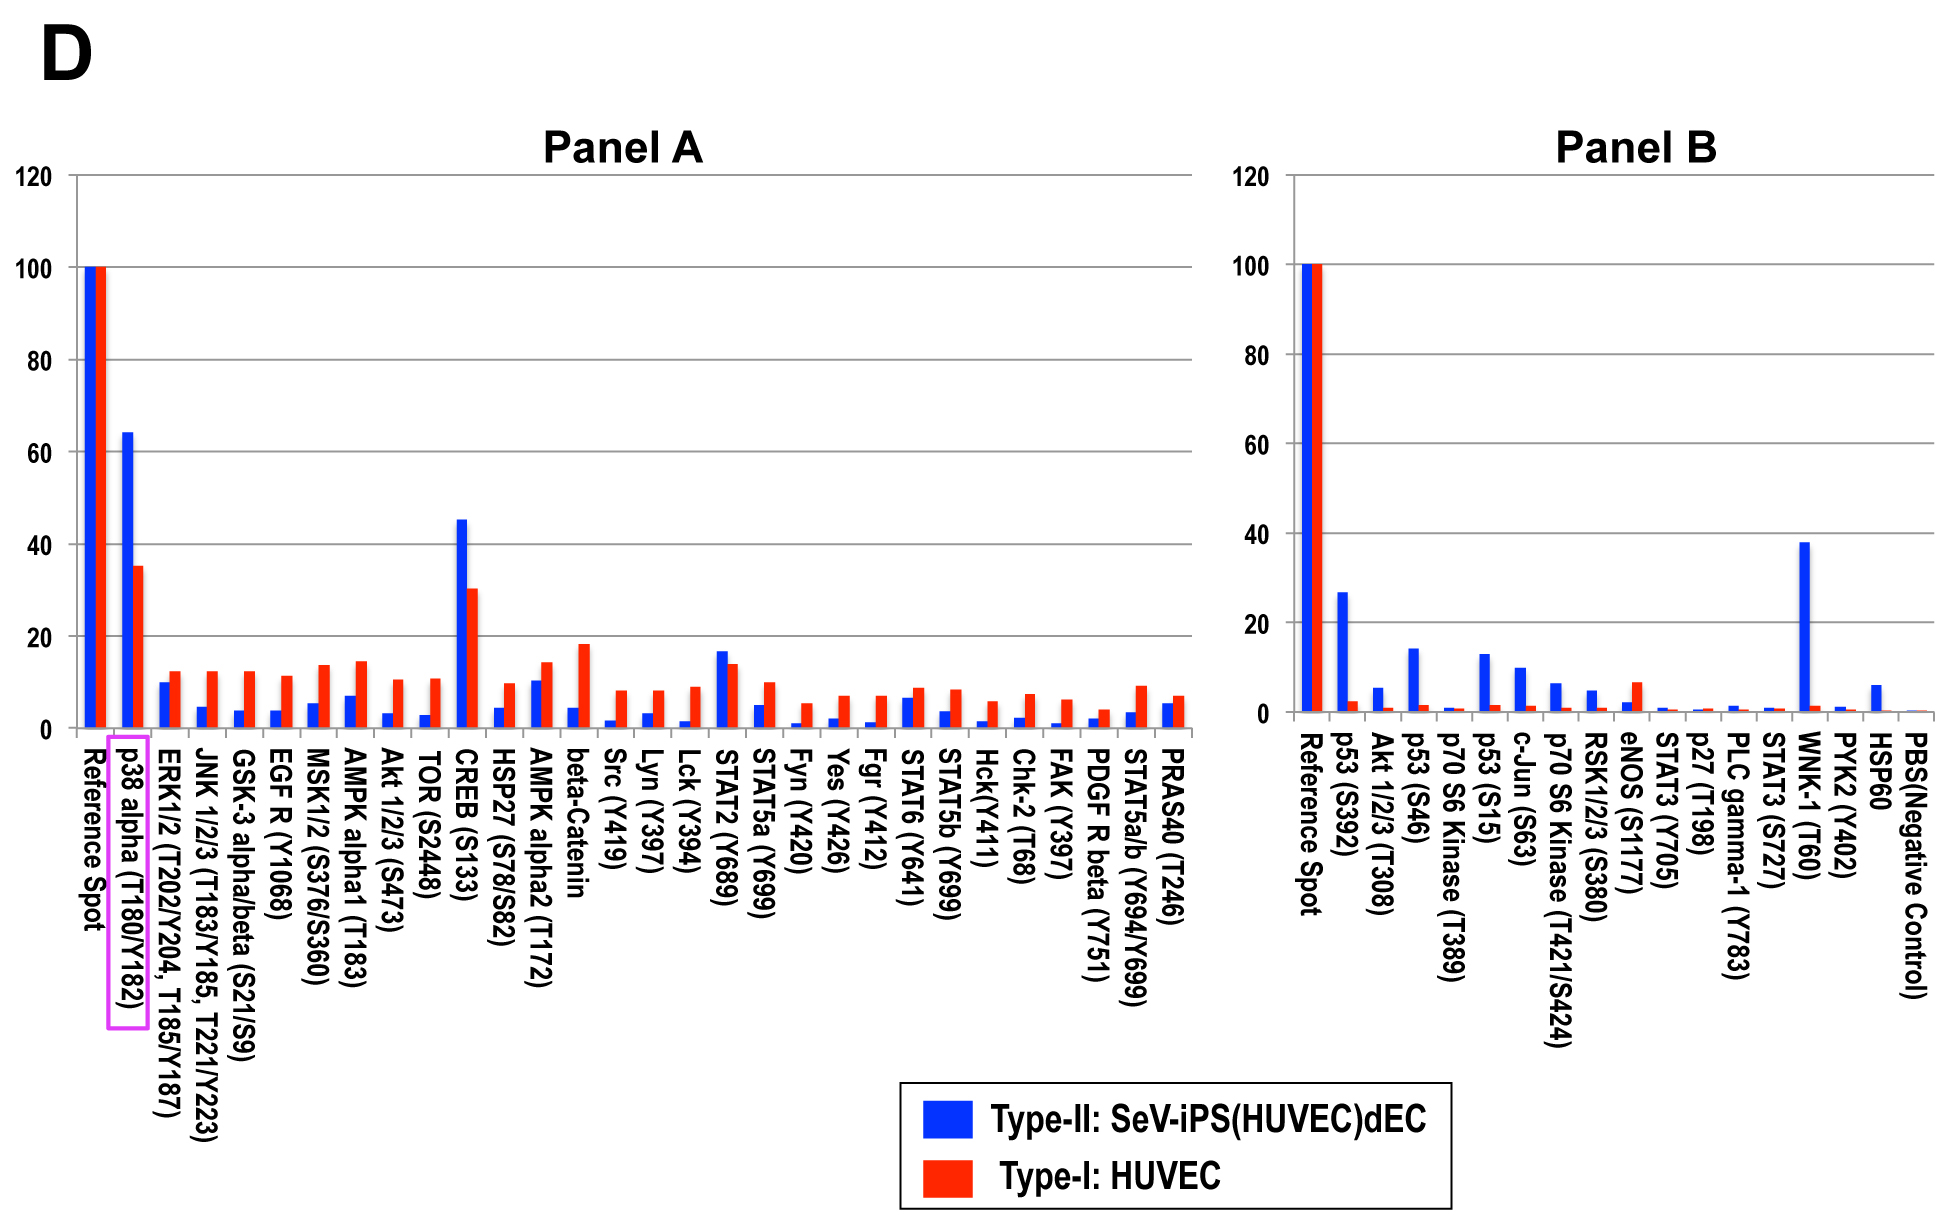 D
Panel A
Panel B
120
100
80
60
40
20
0
120
100
80
60
40
20
0
Reference Spot
p38 alpha (T180/Y182)
ERK1/2 (T202/Y204, T185/Y187)
JNK 1/2/3 (T183/Y185, T221/Y223)
GSK-3 alpha/beta (S21/S9)
EGF R (Y1068)
MSK1/2 (S376/S360)
AMPK alpha1 (T183)
Akt 1/2/3 (S473)
TOR (S2448)
CREB (S133)
HSP27 (S78/S82)
AMPK alpha2 (T172)
beta-Catenin
Src (Y419)
Lyn (Y397)
Lck (Y394)
STAT2 (Y689)
STAT5a (Y699)
Fyn (Y420)
Yes (Y426)
Fgr (Y412)
STAT6 (Y641)
STAT5b (Y699)
Hck(Y411)
Chk-2 (T68)
FAK (Y397)
PDGF R beta (Y751)
STAT5a/b (Y694/Y699)
PRAS40 (T246)
Reference Spot
p53 (S392)
Akt 1/2/3 (T308)
p53 (S46)
p70 S6 Kinase (T389)
p53 (S15)
c-Jun (S63)
p70 S6 Kinase (T421/S424)
RSK1/2/3 (S380)
eNOS (S1177)
STAT3 (Y705)
p27 (T198)
PLC gamma-1 (Y783)
STAT3 (S727)
WNK-1 (T60)
PYK2 (Y402)
HSP60
PBS(Negative Control)
Type-II: SeV-iPS(HUVEC)dEC
Type-I: HUVEC